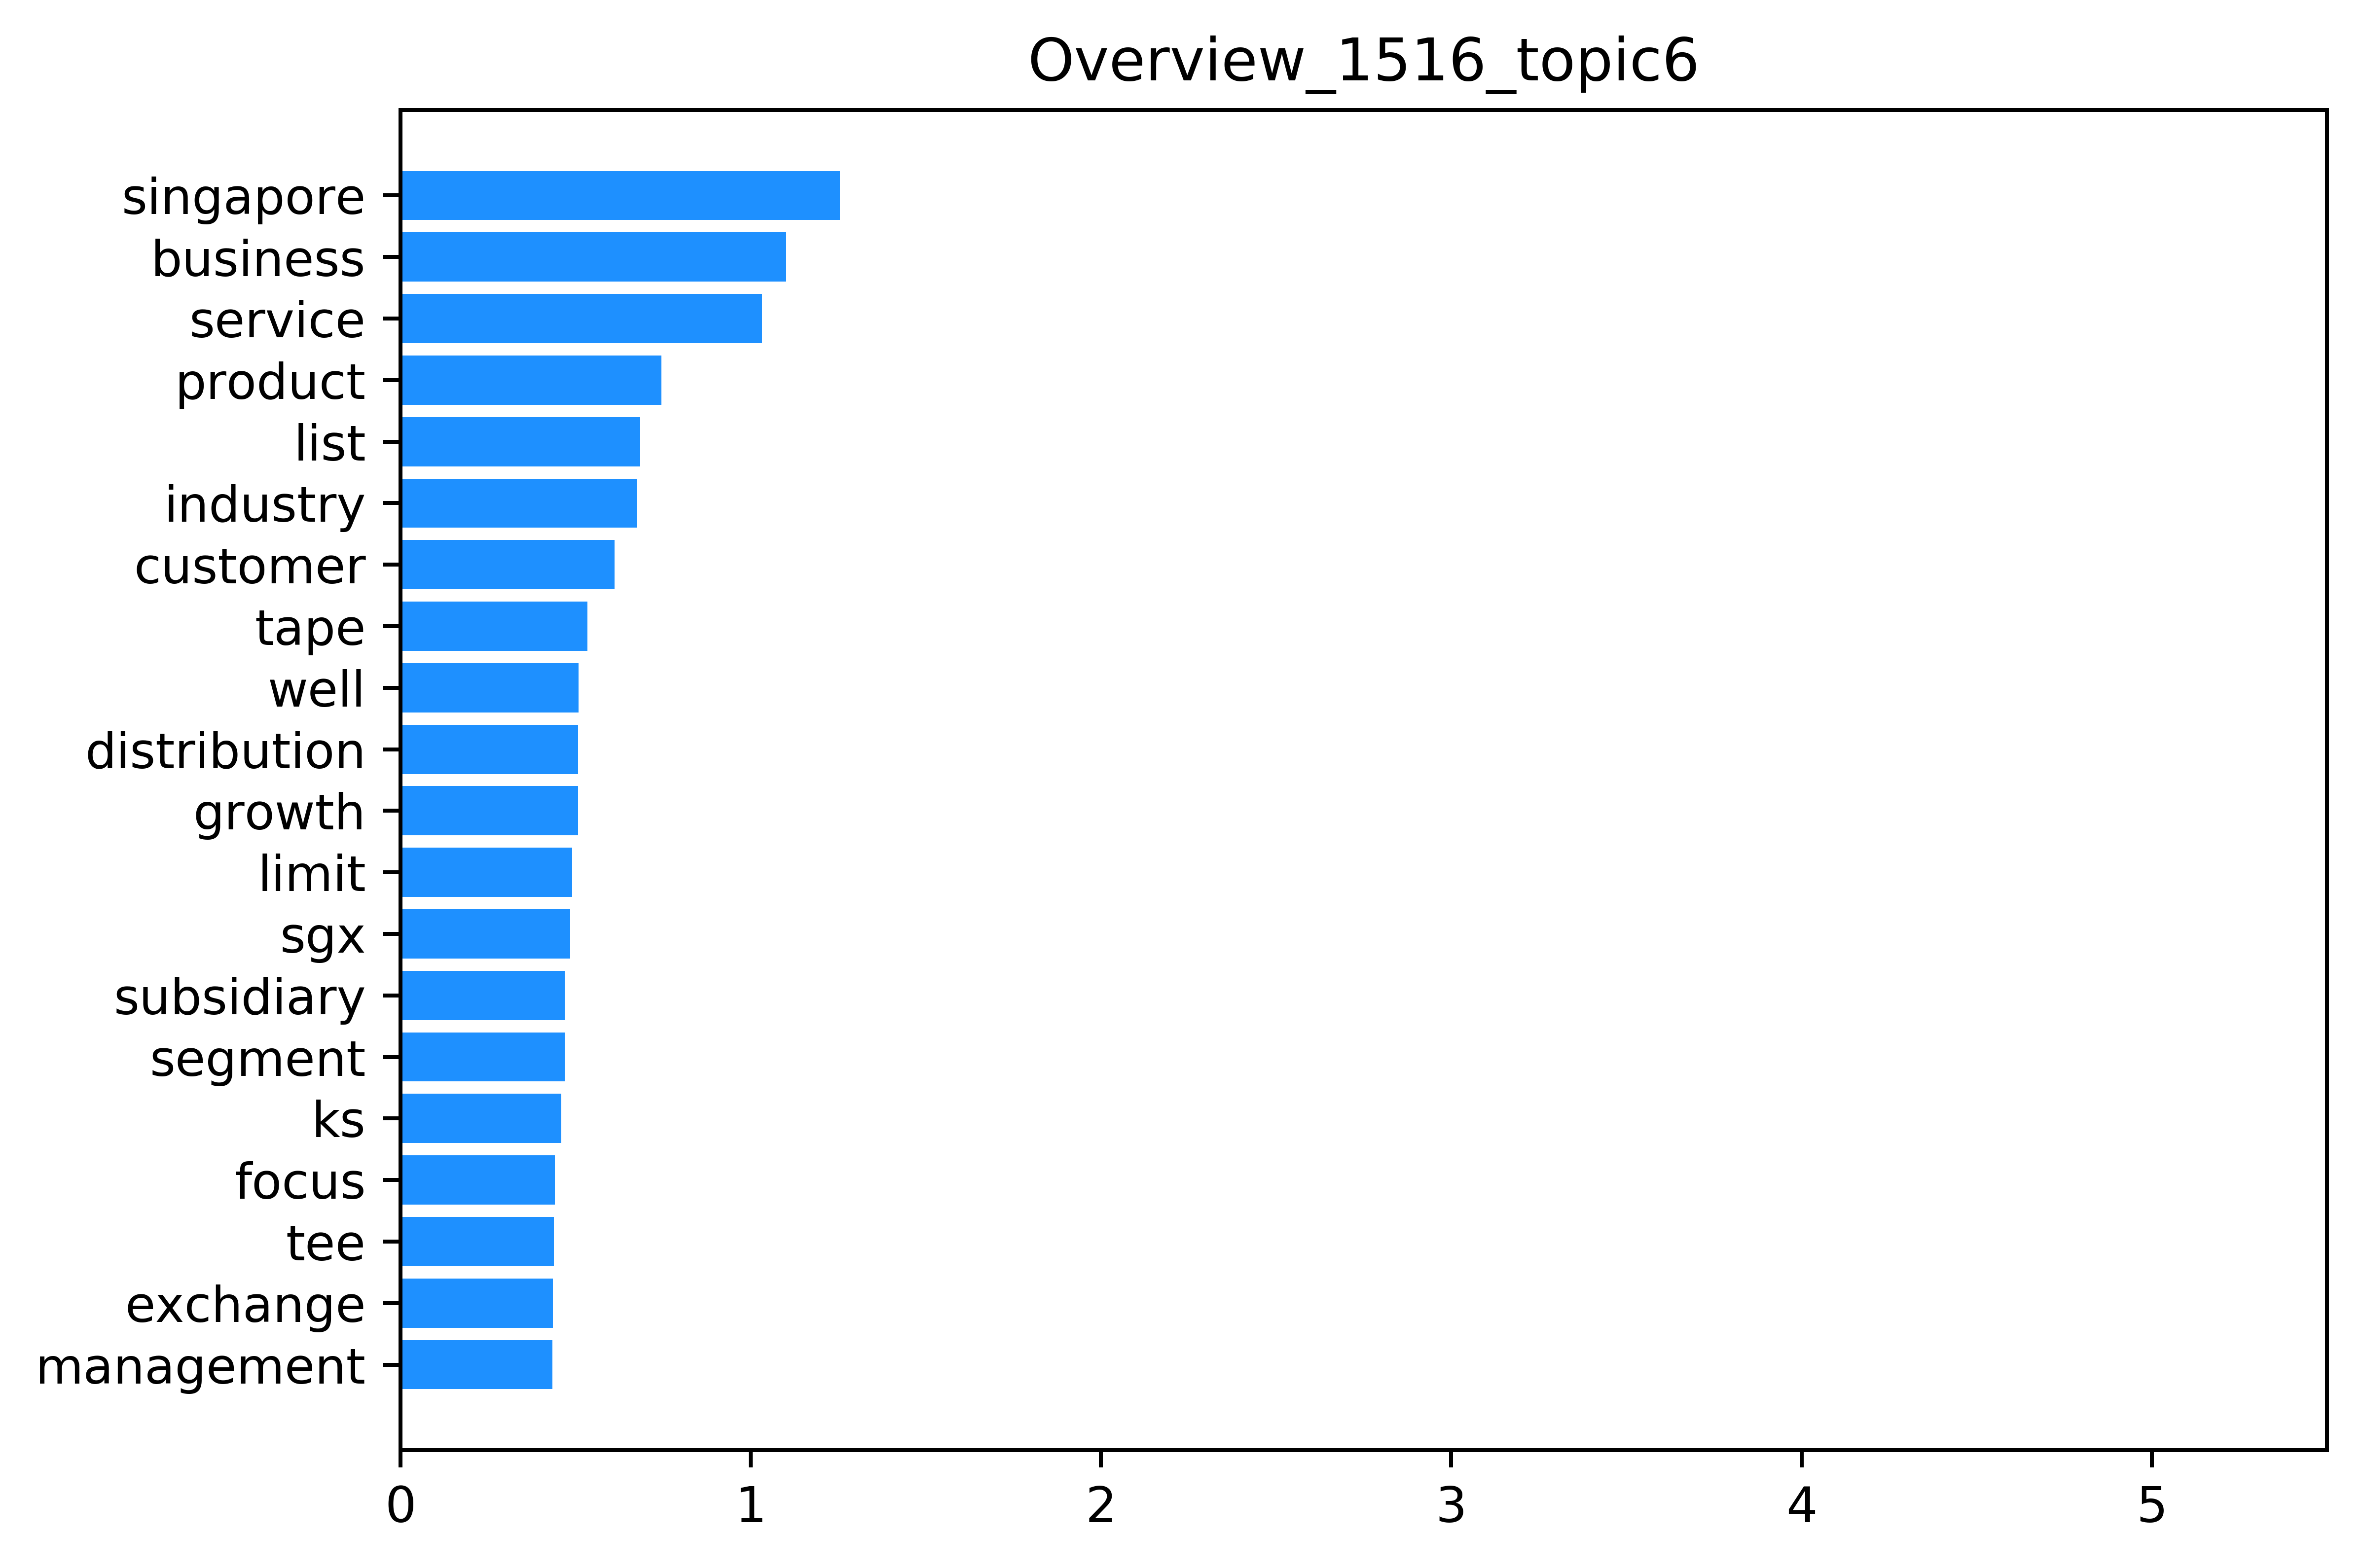 Overview_1516_topic6
singapore
business
service
product
list
industry
customer
tape
well
distribution
growth
limit
sgx
subsidiary
segment
ks
focus
tee
exchange
management
0 1 2 3 4 5